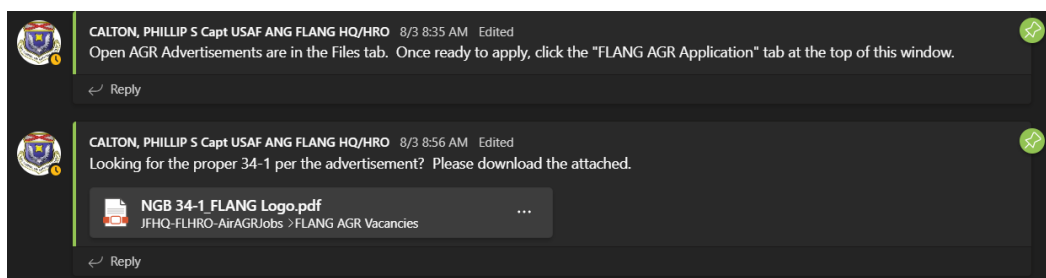 CALTON, PHILLIP S Capt USAF ANG FLANG HQ/HRO 8/3 8:35 AM Edited
Open AGR Advertisements are in the Files tab. Once ready to apply, click the "FLANG AGR Application" tab at the top of this window.
Reply
CALTON, PHILLIP S Capt USAF ANG FLANG HQ/HRO 8/3 8:56 AM Edited
Looking for the proper 34-1 per the advertisement? Please download the attached.
NGB 34-1_FLANG Logo.pdf
...
JFHQ-FLHRO-AirAGRJobs >FLANG AGR Vacancies
Reply